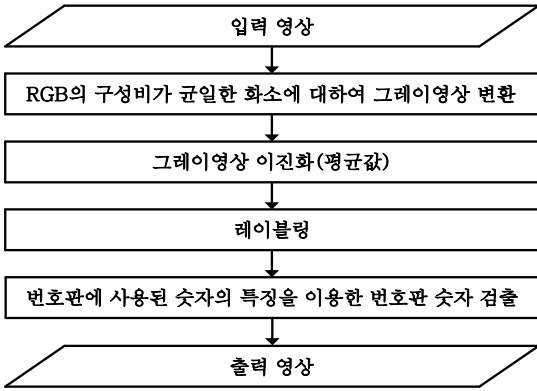 입력 영상
RGB의 구성비가 균일한 화소에 대하여 그레이영상 변환
그레이영상 이진화(평균값)
레이블링
번호판에 사용된 숫자의 특징을 이용한 번호판 숫자 검출
출력 영상